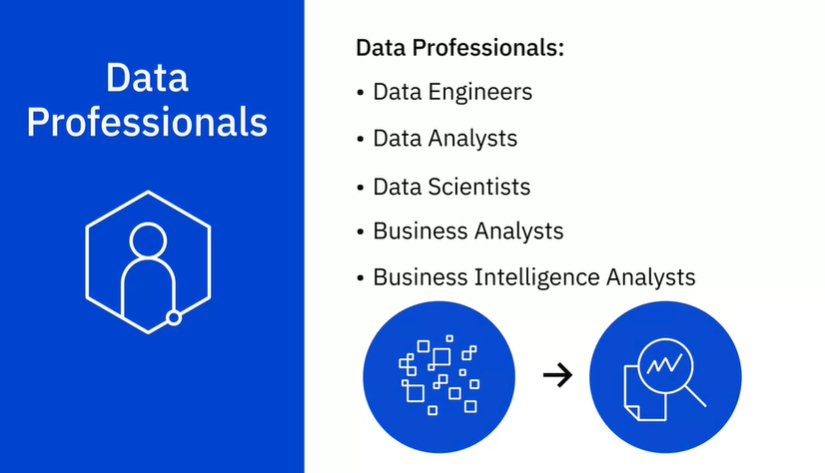 Data
Professionals
Data Professionals:
• Data Engineers
• Data Analysts
• Data Scientists
• Business Analysts
• Business Intelligence Analysts